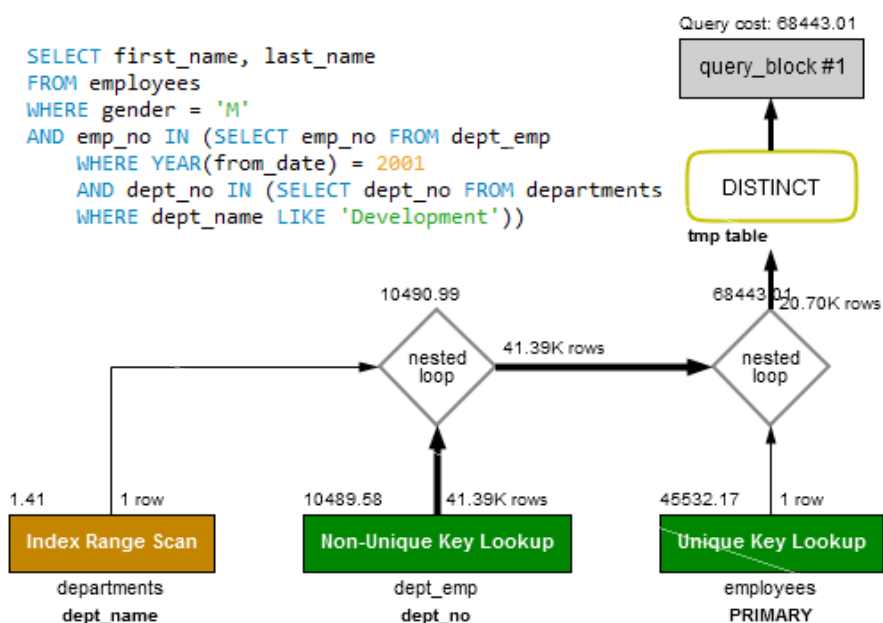 Query cost: 68443.01
query_block #1
SELECT first_name, last_name
FROM employees
WHERE gender = 'M'
AND emp_no IN (SELECT emp_no FROM dept_emp
WHERE YEAR(from_date) = 2001
AND dept_no IN (SELECT dept_no FROM departments
WHERE dept_name LIKE 'Development'))
DISTINCT
tmp table
10490.99
68443.01
20.70K rows
nested
loop
41.39K rows
nested
loop
1.41
1 row
10489.58
41.39K rows
45532.17
1 row
Index Range Scan
Non-Unique Key Lookup
Unique Key Lookup
departments
dept_emp
employees
dept_name
dept_no
PRIMARY